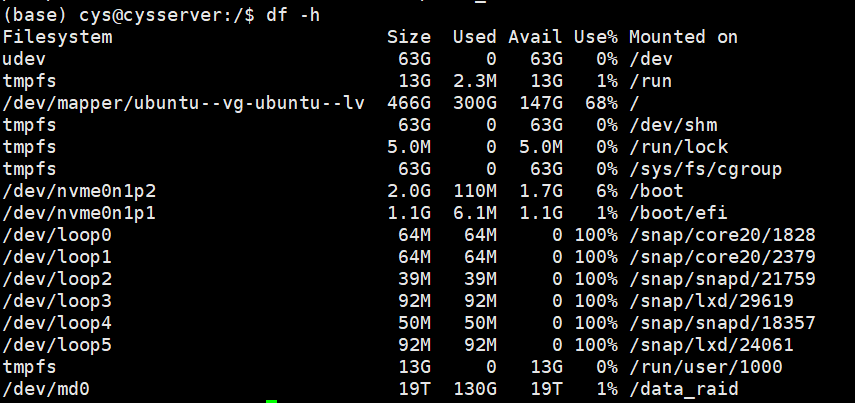 (base) cys@cysserver:/$ df -h
Filesystem                         Size  Used Avail Use% Mounted on
udev                                63G     0   63G   0% /dev
tmpfs                               13G  2.3M   13G   1% /run
/dev/mapper/ubuntu--vg-ubuntu--lv  466G  300G  147G  68% /
tmpfs                               63G     0   63G   0% /dev/shm
tmpfs                              5.0M     0  5.0M   0% /run/lock
tmpfs                               63G     0   63G   0% /sys/fs/cgroup
/dev/nvme0n1p2                     2.0G  110M  1.7G   6% /boot
/dev/nvme0n1p1                     1.1G  6.1M  1.1G   1% /boot/efi
/dev/loop0                          64M   64M     0 100% /snap/core20/1828
/dev/loop1                          64M   64M     0 100% /snap/core20/2379
/dev/loop2                          39M   39M     0 100% /snap/snapd/21759
/dev/loop3                          92M   92M     0 100% /snap/lxd/29619
/dev/loop4                          50M   50M     0 100% /snap/snapd/18357
/dev/loop5                          92M   92M     0 100% /snap/lxd/24061
tmpfs                               13G     0   13G   0% /run/user/1000
/dev/md0                            19T  130G   19T   1% /data_raid